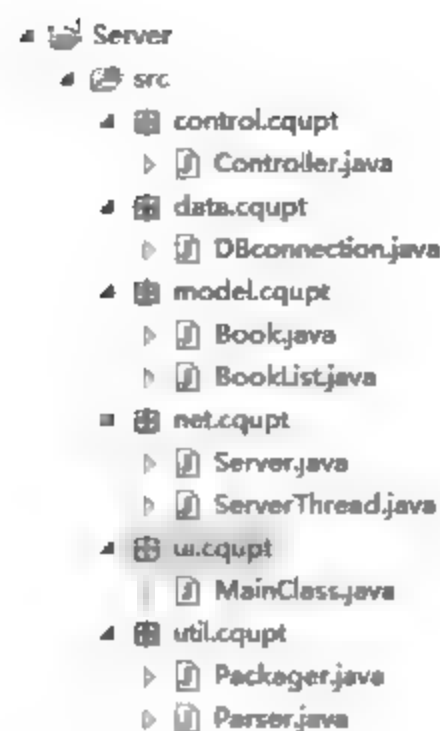 Server
src
control.cqupt
Controller.java
data.cqupt
DBconnection.java
model.cqupt
Book.java
BookList.java
net.cqupt
Server.java
ServerThread.java
ui.cqupt
MainClass.java
util.cqupt
Packager.java
Parser.java